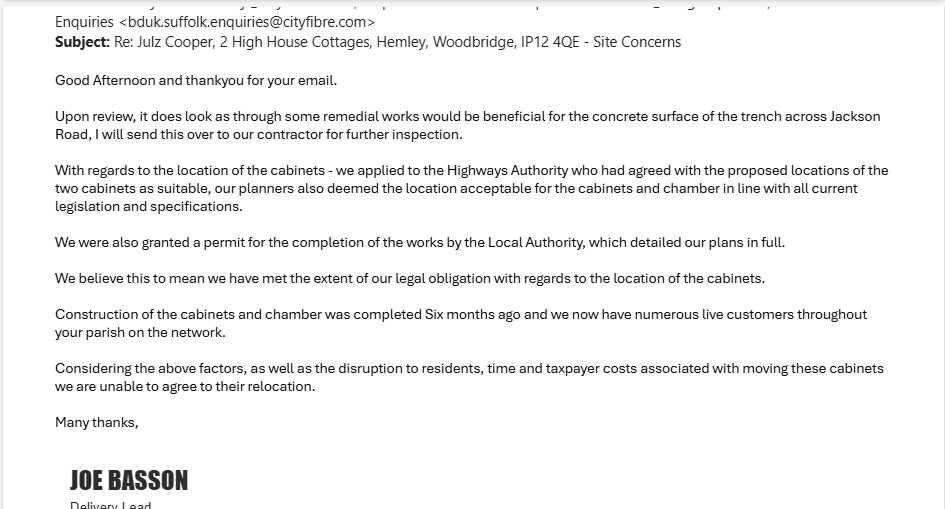 Enquiries <bduk.suffolk.enquiries@cityfibre.com>
Subject: Re: Julz Cooper, 2 High House Cottages, Hemley, Woodbridge, IP12 4QE - Site Concerns
Good Afternoon and thankyou for your email.
Upon review, it does look as through some remedial works would be beneficial for the concrete surface of the trench across Jackson
Road, I will send this over to our contractor for further inspection.
With regards to the location of the cabinets - we applied to the Highways Authority who had agreed with the proposed locations of the
two cabinets as suitable, our planners also deemed the location acceptable for the cabinets and chamber in line with all current
legislation and specifications.
We were also granted a permit for the completion of the works by the Local Authority, which detailed our plans in full.
We believe this to mean we have met the extent of our legal obligation with regards to the location of the cabinets.
Construction of the cabinets and chamber was completed Six months ago and we now have numerous live customers throughout
your parish on the network.
Considering the above factors, as well as the disruption to residents, time and taxpayer costs associated with moving these cabinets
we are unable to agree to their relocation.
Many thanks,
JOE BASSON
Delivery Lead